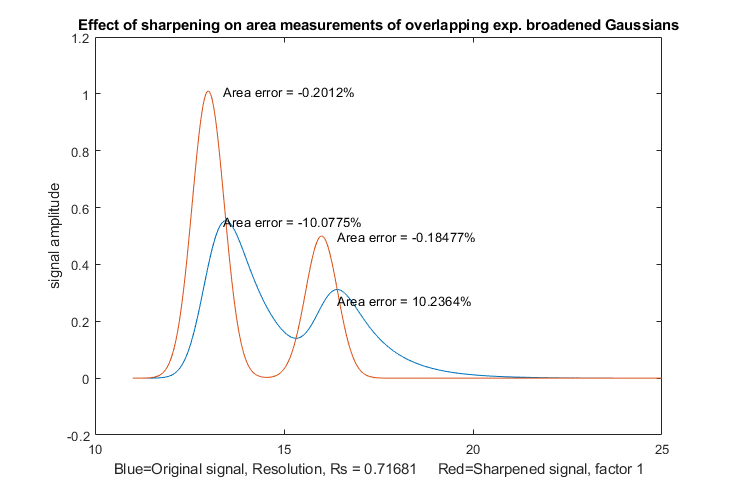 Effect of sharpening on area measurements of overlapping exp. broadened Gaussians
1.2
1
0.8
0.6
0.4
0.2
0
-0.2
signal amplitude
Area error = -0.2012%
Area error = -10.0775%
Area error = -0.18477%
Area error = 10.2364%
10
15
20
25
Blue=Original signal, Resolution, Rs = 0.71681 Red=Sharpened signal, factor 1